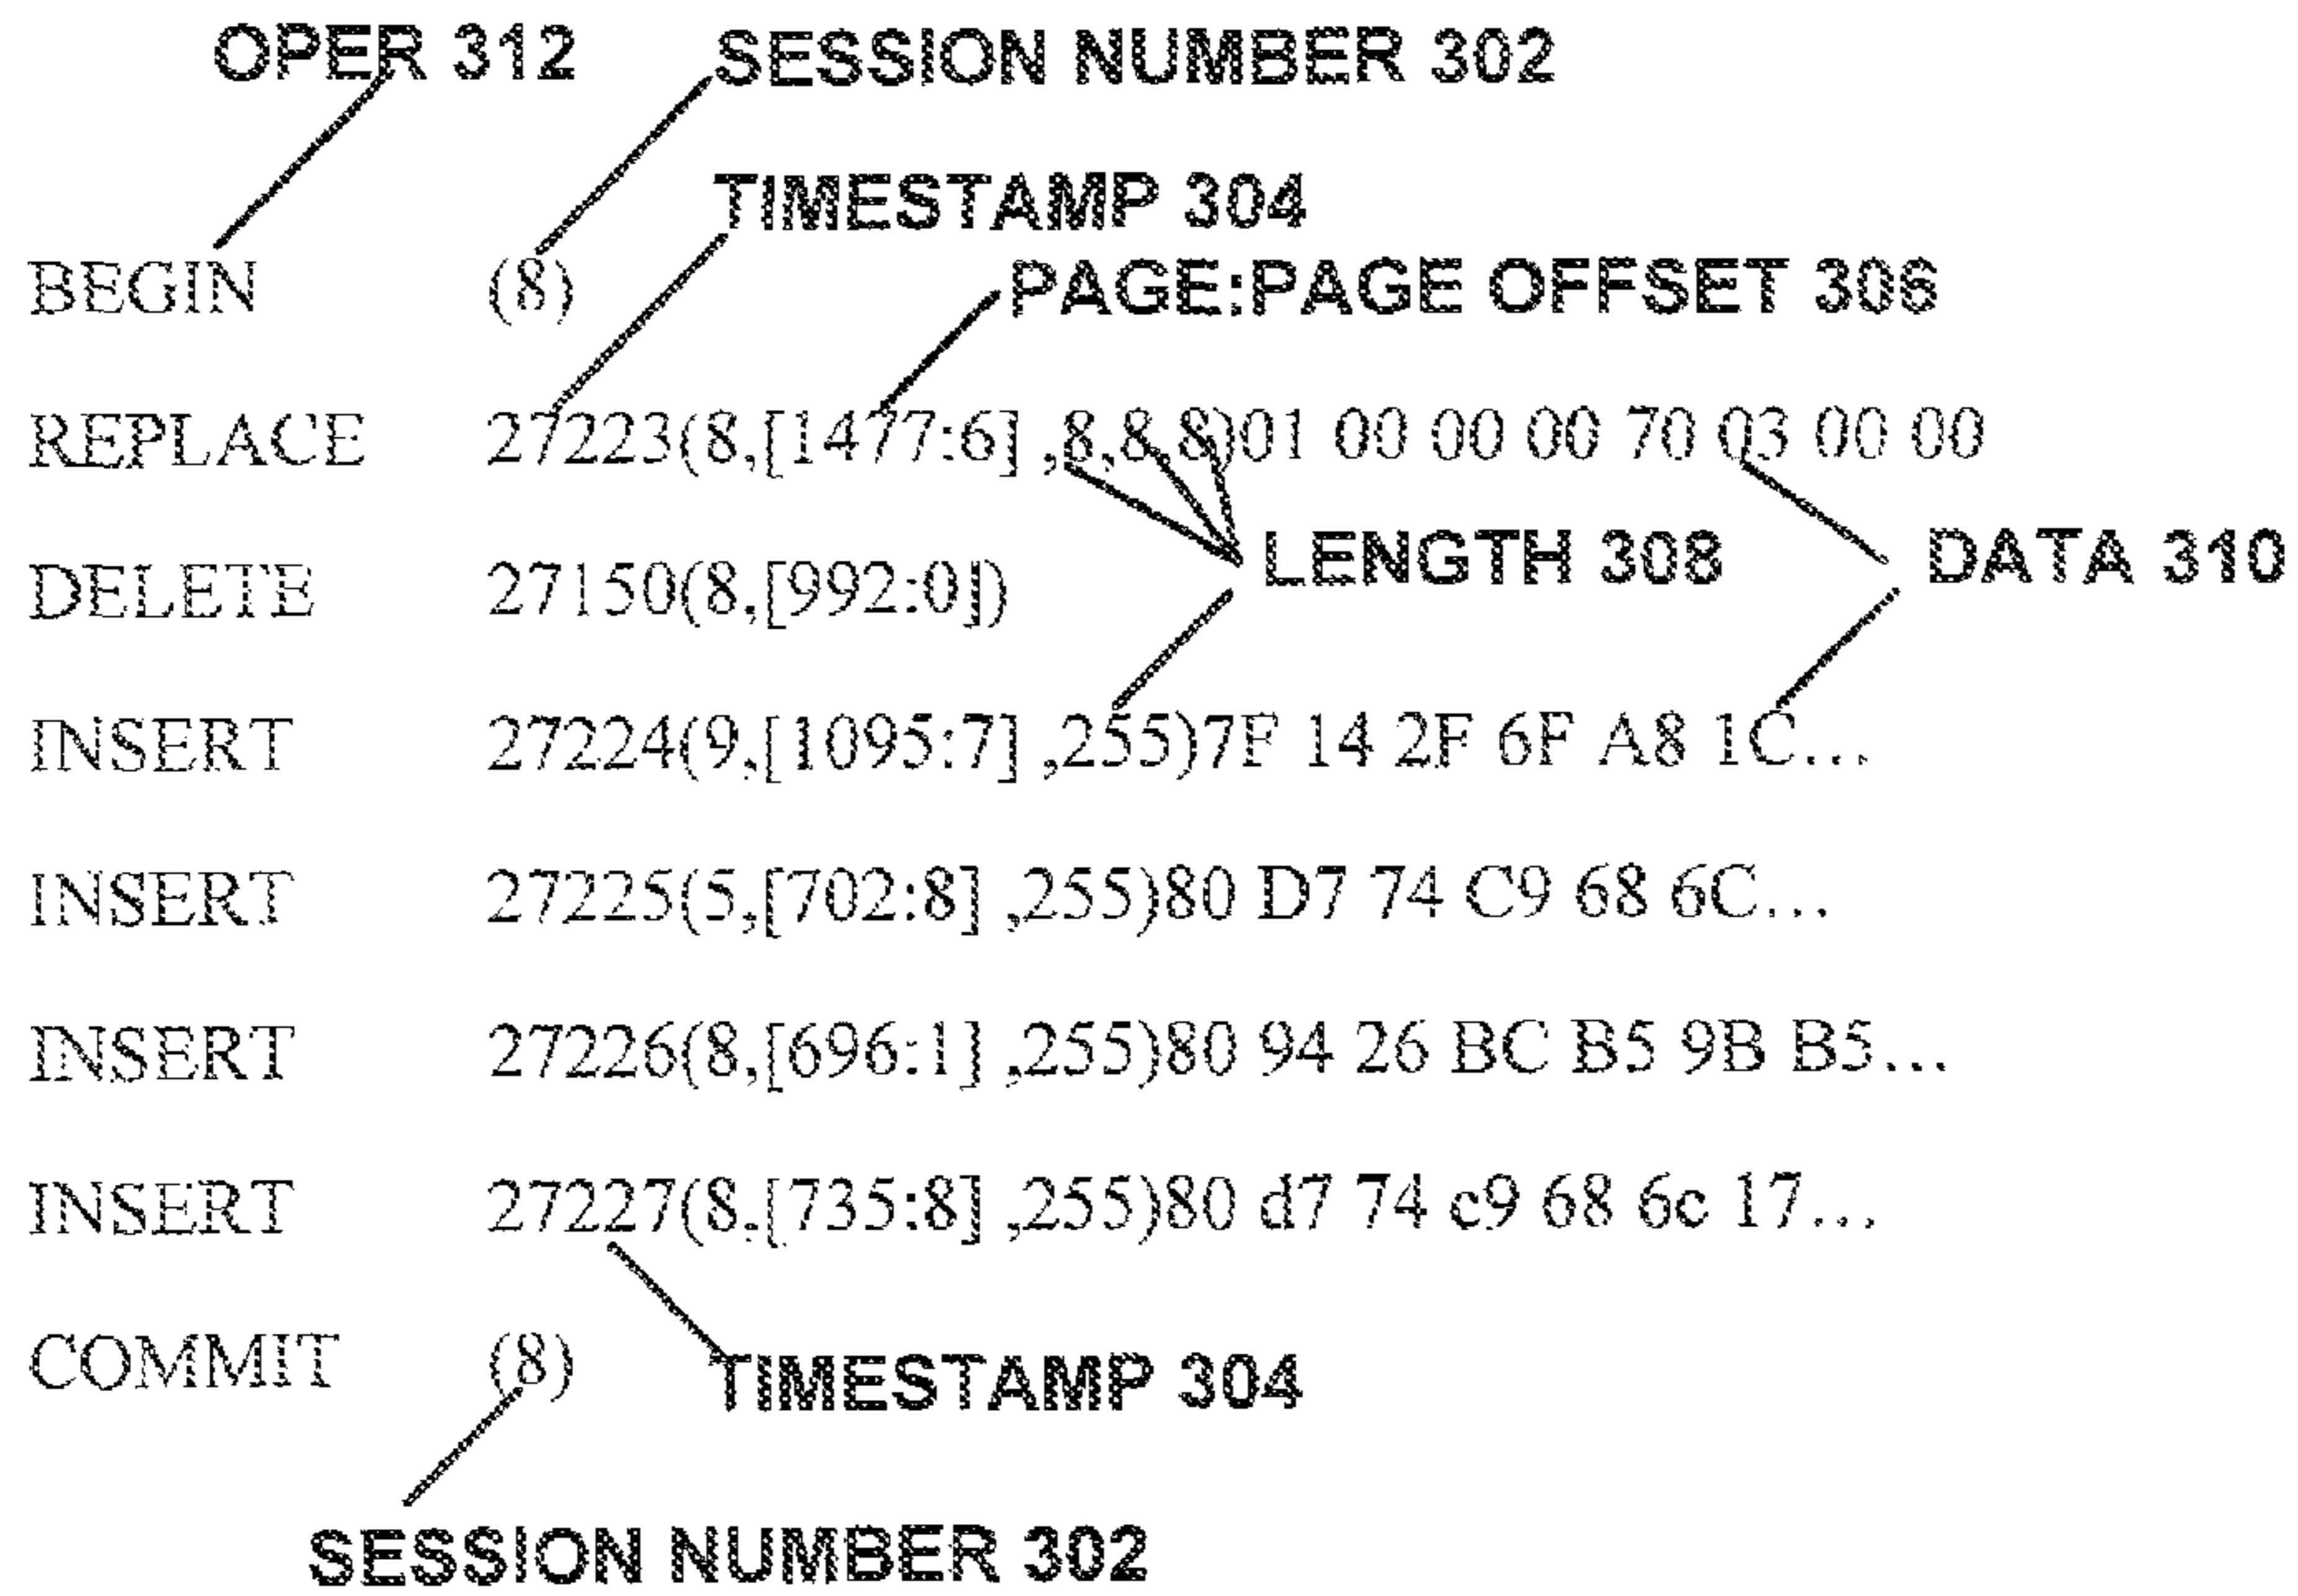 OPER 312 SESSION NUMBER 302
TIMESTAMP 304
BEGIN (8) PAGE:PAGE OFFSET 306
REPLACE 27223(8,[1477:6] ,8,8,8)01 00 00 00 70 03 00 00
LENGTH 308 DATA 310
DELETE 27150(8,[992:0])
INSERT 27224(9,[1095:7] ,255)7F 14 2F 6F A8 1C...
INSERT 27225(5,[702:8] ,255)80 D7 74 C9 68 6C...
INSERT 27226(8,[696:1] ,255)80 94 26 BC B5 9B B5...
INSERT 27227(8,[735:8] ,255)80 d7 74 c9 68 6c 17...
COMMIT (8) TIMESTAMP 304
SESSION NUMBER 302